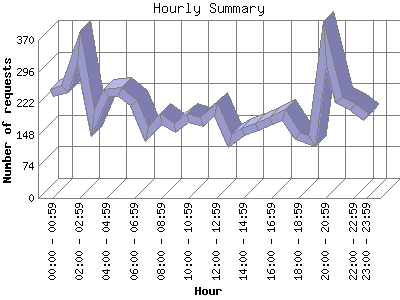 Hourly Summary
Number of requests
370
296
222
148
74
0
00:00 - 00:59
02:00 - 02:59
04:00 - 04:59
06:00 - 06:59
08:00 - 08:59
10:00 - 10:59
12:00 - 12:59
14:00 - 14:59
16:00 - 16:59
18:00 - 18:59
20:00 - 20:59
22:00 - 22:59
23:00 - 23:59
Hour